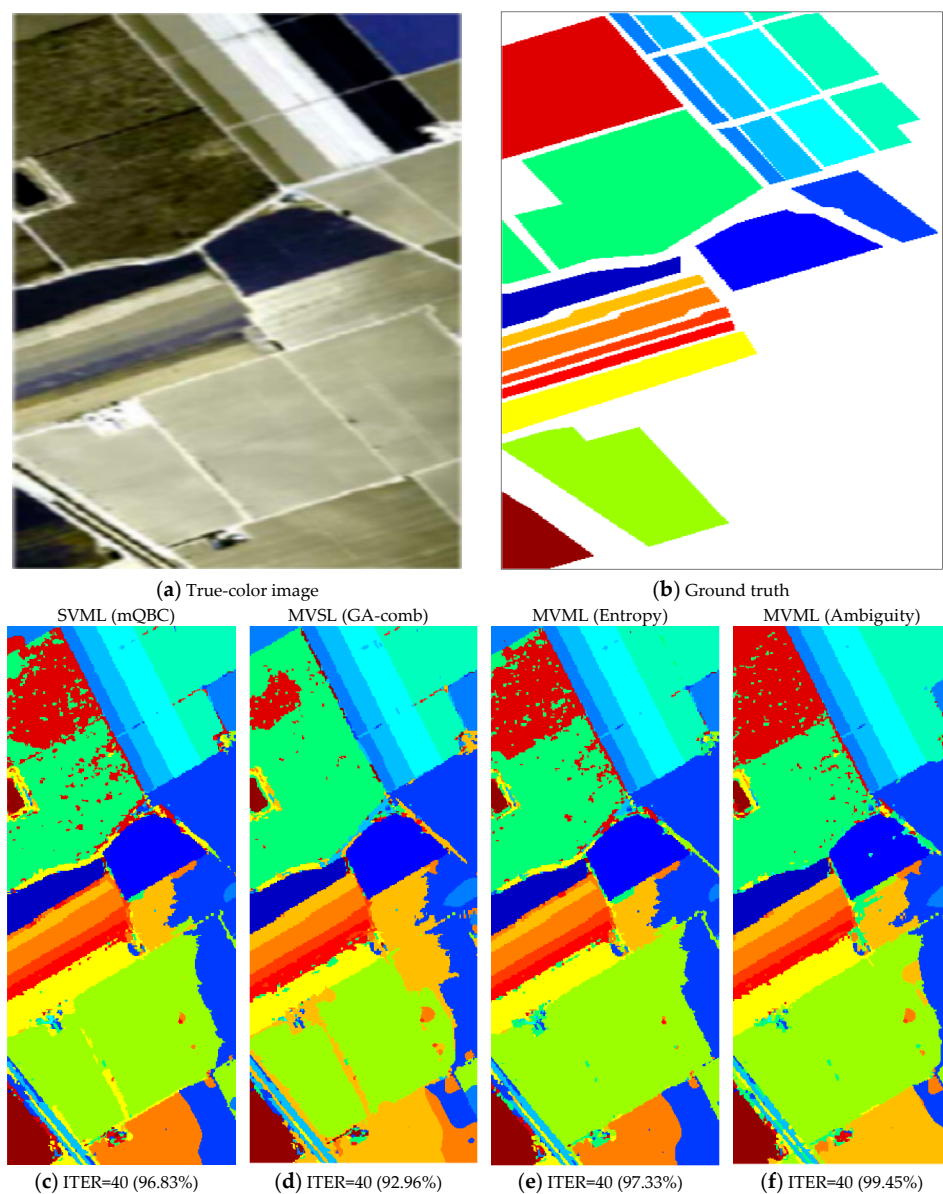 (a) True-color image
(b) Ground truth
SVML (mQBC)
MVSL (GA-comb)
MVML (Entropy)
MVML (Ambiguity)
(c) ITER=40 (96.83%)
(d) ITER=40 (92.96%)
(e) ITER=40 (97.33%)
(f) ITER=40 (99.45%)